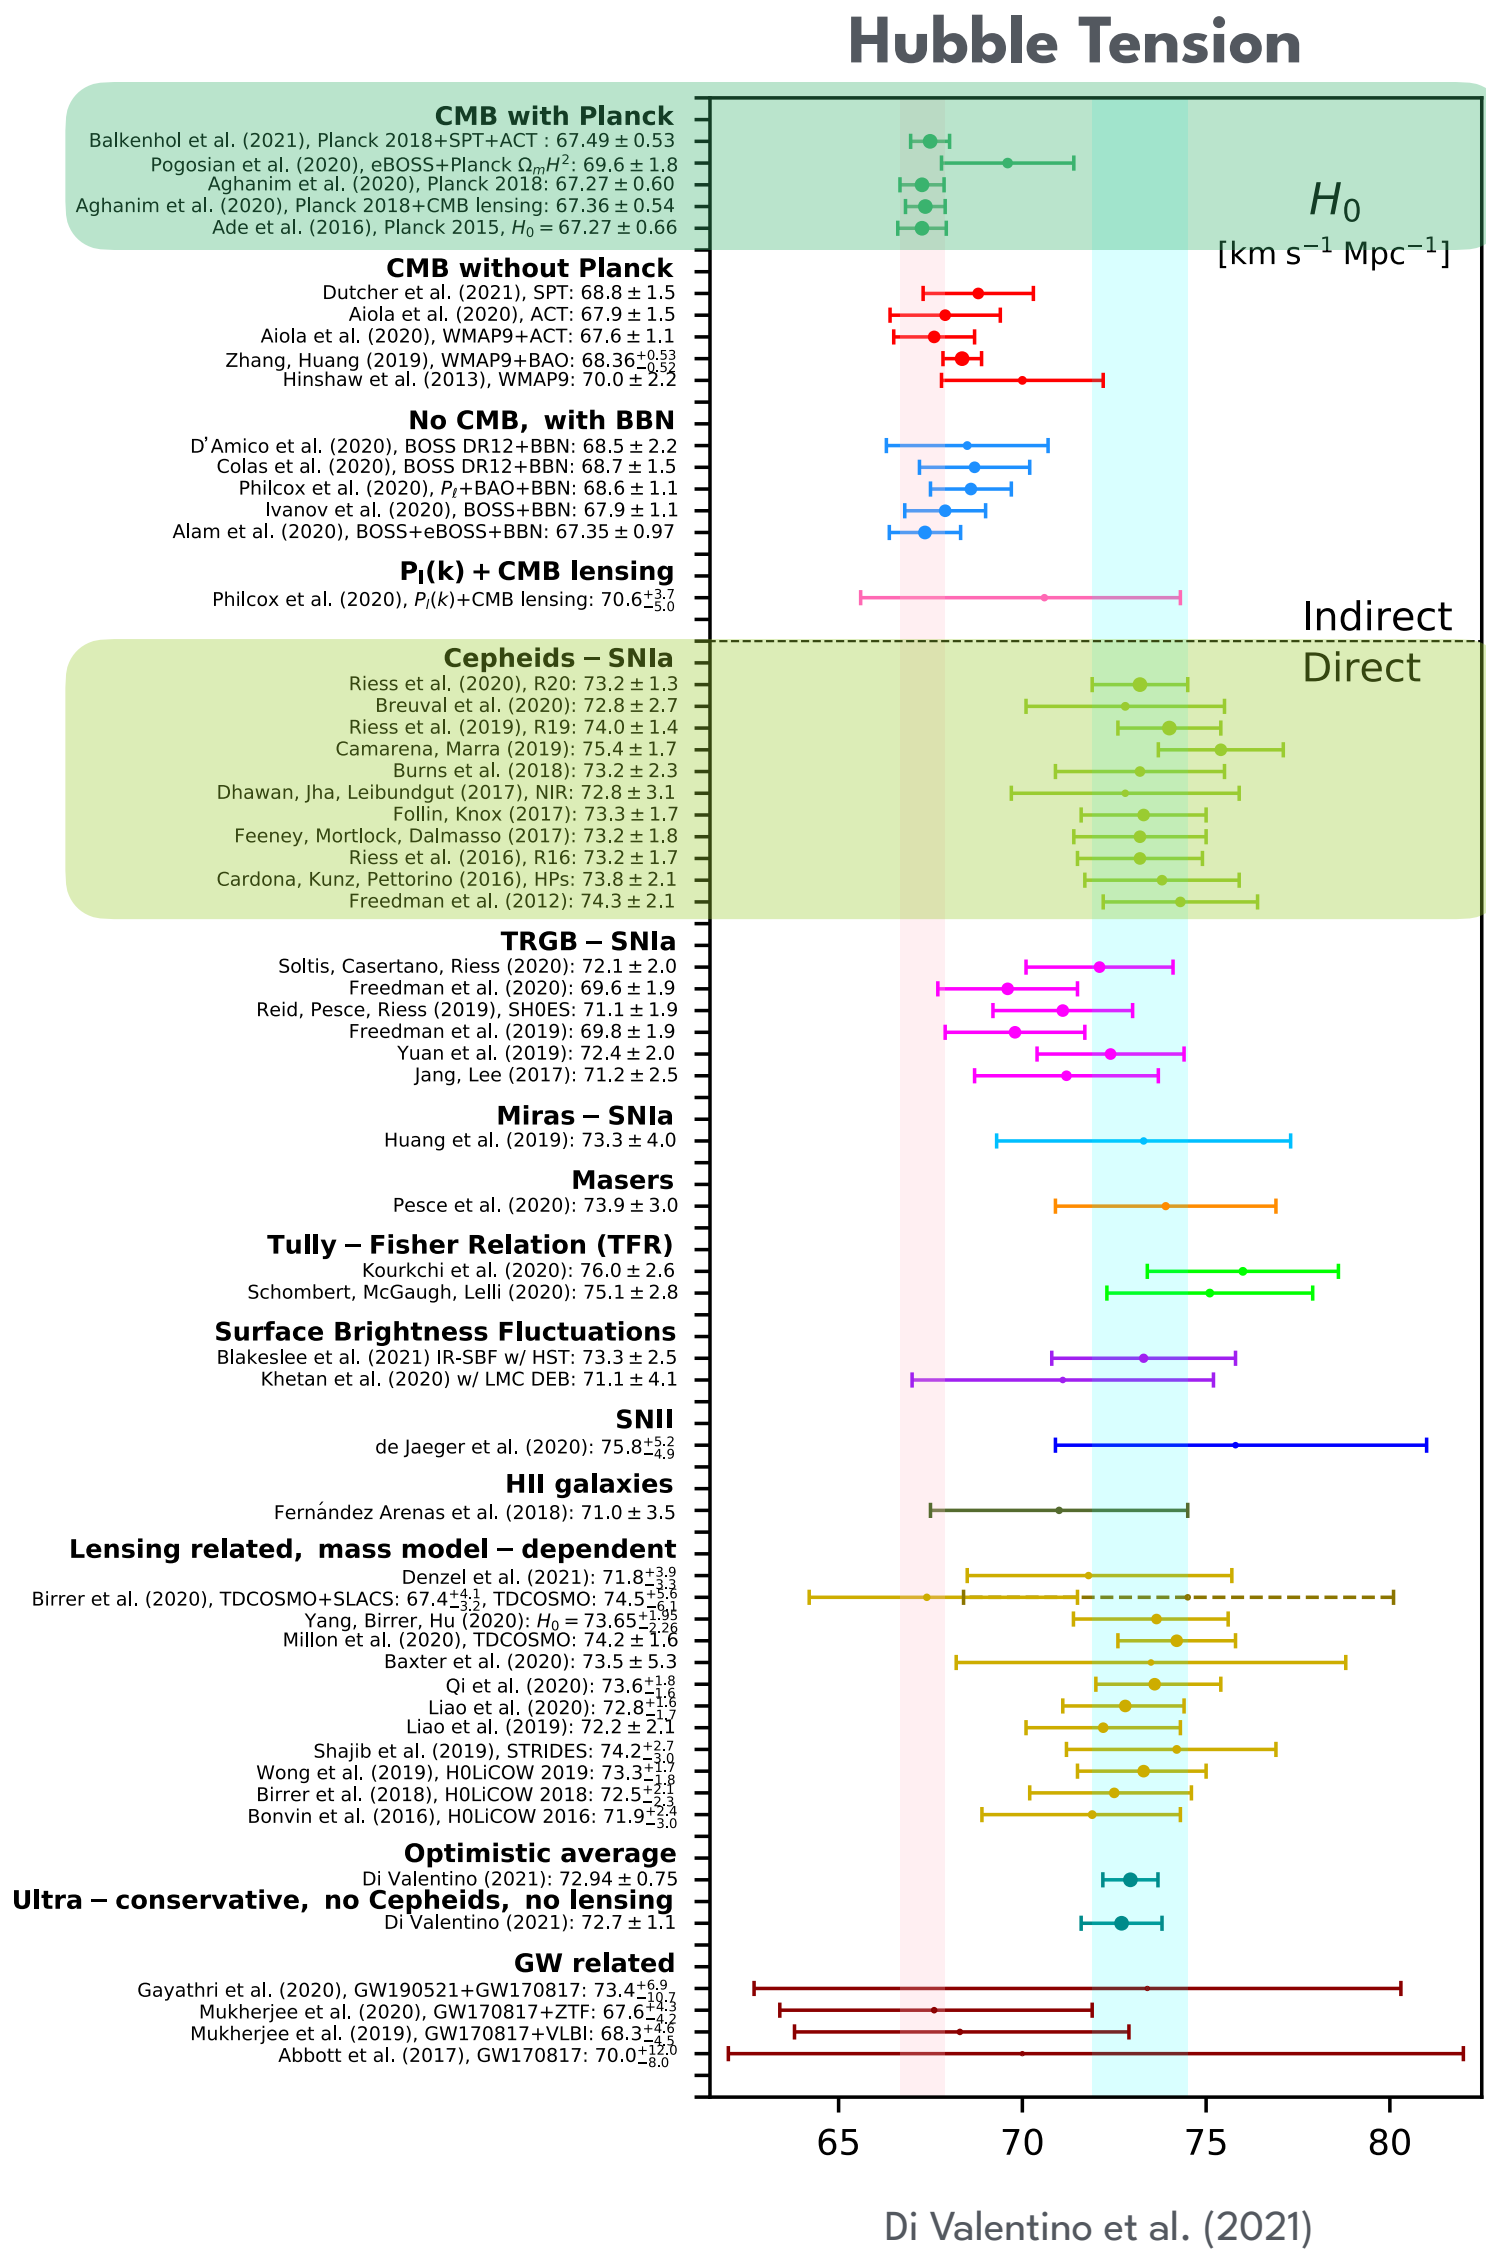 Hubble Tension
CMB with Planck
Balkenhol et al. (2021), Planck 2018+SPT+ACT : 67.49 ± 0.53
Pogosian et al. (2020), eBOSS+Planck Ω_mH²: 69.6 ± 1.8
Aghanim et al. (2020), Planck 2018: 67.27 ± 0.60
Aghanim et al. (2020), Planck 2018+CMB lensing: 67.36 ± 0.54
Ade et al. (2016), Planck 2015, H₀ = 67.27 ± 0.66
H₀
[km s⁻¹ Mpc⁻¹]
CMB without Planck
Dutcher et al. (2021), SPT: 68.8 ± 1.5
Aiola et al. (2020), ACT: 67.9 ± 1.5
Aiola et al. (2020), WMAP9+ACT: 67.6 ± 1.1
Zhang, Huang (2019), WMAP9+BAO: 68.36 +0.53 −0.52
Hinshaw et al. (2013), WMAP9: 70.0 ± 2.2
No CMB, with BBN
D'Amico et al. (2020), BOSS DR12+BBN: 68.5 ± 2.2
Colas et al. (2020), BOSS DR12+BBN: 68.7 ± 1.5
Philcox et al. (2020), P_ℓ+BAO+BBN: 68.6 ± 1.1
Ivanov et al. (2020), BOSS+BBN: 67.9 ± 1.1
Alam et al. (2020), BOSS+eBOSS+BBN: 67.35 ± 0.97
P_l(k) + CMB lensing
Philcox et al. (2020), P_l(k)+CMB lensing: 70.6 +3.7 −5.0
Indirect
Direct
Cepheids − SNIa
Riess et al. (2020), R20: 73.2 ± 1.3
Breuval et al. (2020): 72.8 ± 2.7
Riess et al. (2019), R19: 74.0 ± 1.4
Camarena, Marra (2019): 75.4 ± 1.7
Burns et al. (2018): 73.2 ± 2.3
Dhawan, Jha, Leibundgut (2017), NIR: 72.8 ± 3.1
Follin, Knox (2017): 73.3 ± 1.7
Feeney, Mortlock, Dalmasso (2017): 73.2 ± 1.8
Riess et al. (2016), R16: 73.2 ± 1.7
Cardona, Kunz, Pettorino (2016), HPs: 73.8 ± 2.1
Freedman et al. (2012): 74.3 ± 2.1
TRGB − SNIa
Soltis, Casertano, Riess (2020): 72.1 ± 2.0
Freedman et al. (2020): 69.6 ± 1.9
Reid, Pesce, Riess (2019), SH0ES: 71.1 ± 1.9
Freedman et al. (2019): 69.8 ± 1.9
Yuan et al. (2019): 72.4 ± 2.0
Jang, Lee (2017): 71.2 ± 2.5
Miras − SNIa
Huang et al. (2019): 73.3 ± 4.0
Masers
Pesce et al. (2020): 73.9 ± 3.0
Tully − Fisher Relation (TFR)
Kourkchi et al. (2020): 76.0 ± 2.6
Schombert, McGaugh, Lelli (2020): 75.1 ± 2.8
Surface Brightness Fluctuations
Blakeslee et al. (2021) IR-SBF w/ HST: 73.3 ± 2.5
Khetan et al. (2020) w/ LMC DEB: 71.1 ± 4.1
SNII
de Jaeger et al. (2020): 75.8 +5.2 −4.9
HII galaxies
Fernández Arenas et al. (2018): 71.0 ± 3.5
Lensing related, mass model − dependent
Denzel et al. (2021): 71.8 +3.9 −3.3
Birrer et al. (2020), TDCOSMO+SLACS: 67.4 +4.1 −3.2, TDCOSMO: 74.5 +5.6 −6.1
Yang, Birrer, Hu (2020): H₀ = 73.65 +1.95 −2.26
Millon et al. (2020), TDCOSMO: 74.2 ± 1.6
Baxter et al. (2020): 73.5 ± 5.3
Qi et al. (2020): 73.6 +1.8 −1.6
Liao et al. (2020): 72.8 +1.6 −1.7
Liao et al. (2019): 72.2 ± 2.1
Shajib et al. (2019), STRIDES: 74.2 +2.7 −3.0
Wong et al. (2019), H0LiCOW 2019: 73.3 +1.7 −1.8
Birrer et al. (2018), H0LiCOW 2018: 72.5 +2.1 −2.3
Bonvin et al. (2016), H0LiCOW 2016: 71.9 +2.4 −3.0
Optimistic average
Di Valentino (2021): 72.94 ± 0.75
Ultra − conservative, no Cepheids, no lensing
Di Valentino (2021): 72.7 ± 1.1
GW related
Gayathri et al. (2020), GW190521+GW170817: 73.4 +6.9 −10.7
Mukherjee et al. (2020), GW170817+ZTF: 67.6 +4.3 −4.2
Mukherjee et al. (2019), GW170817+VLBI: 68.3 +4.6 −4.5
Abbott et al. (2017), GW170817: 70.0 +12.0 −8.0
65 70 75 80
Di Valentino et al. (2021)